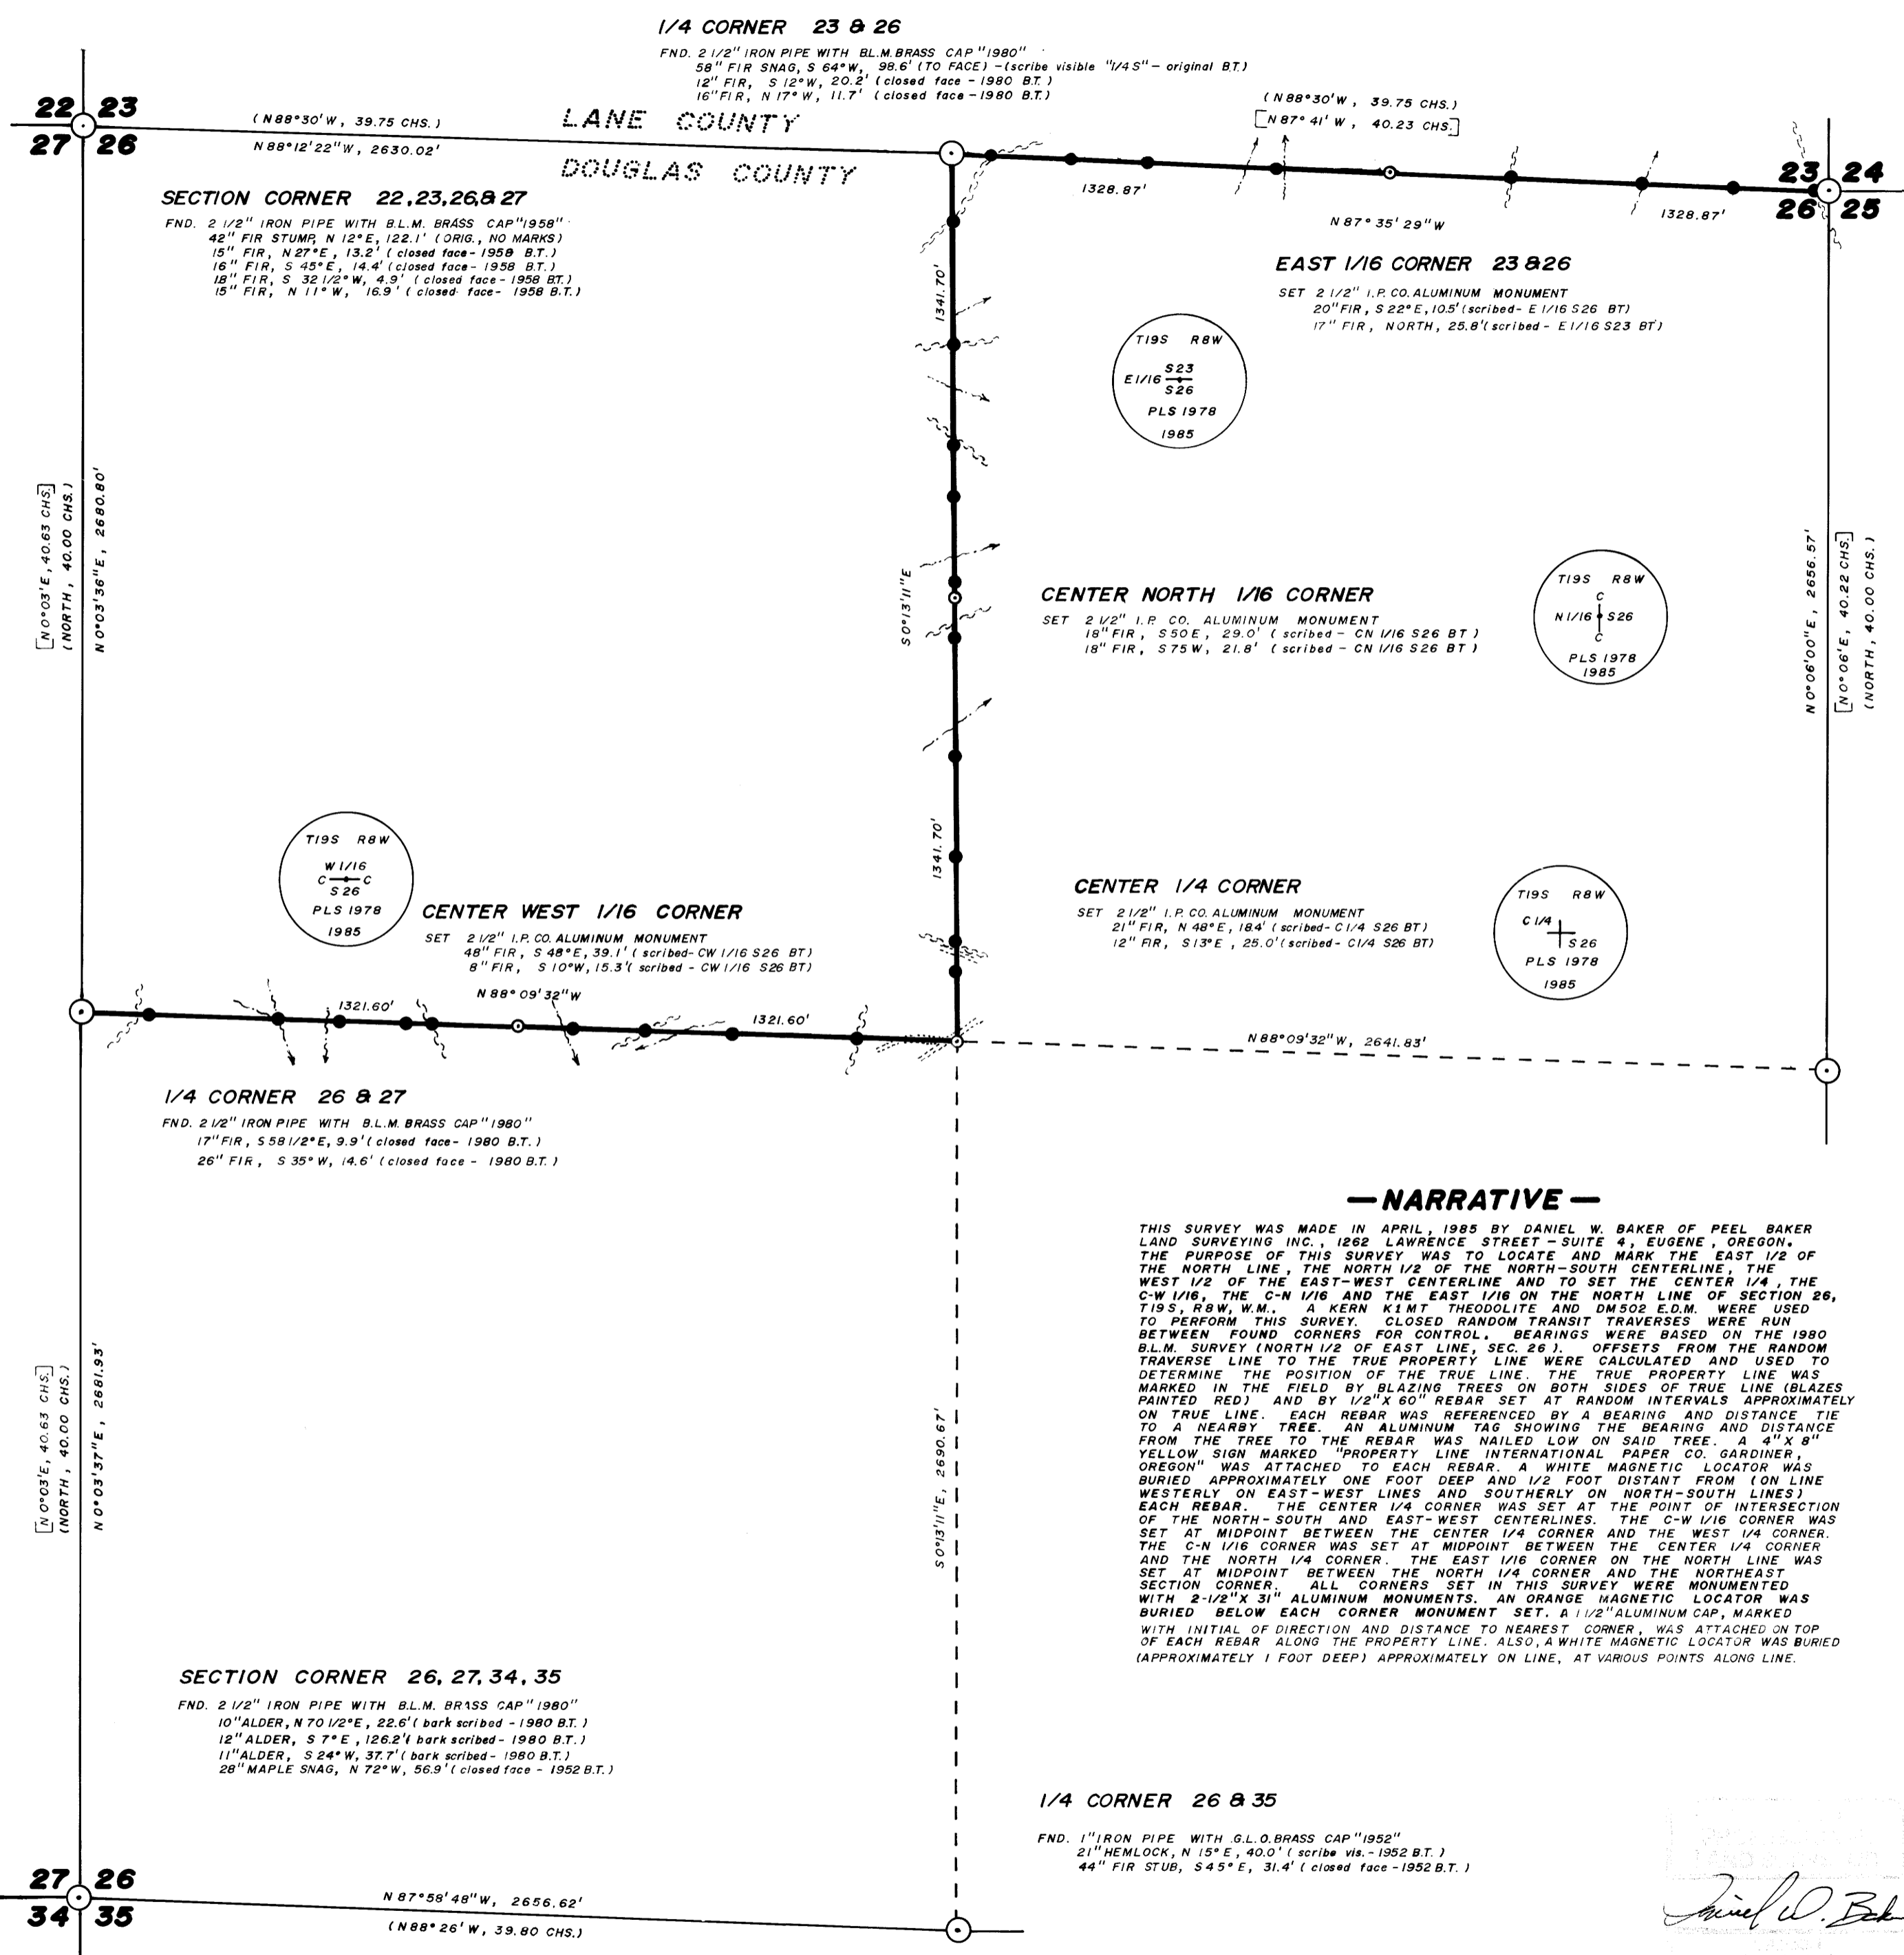 1/4 CORNER 23 & 26
FND. 2 1/2" IRON PIPE WITH B.L.M. BRASS CAP "1980"
58" FIR SNAG, S 64° W, 98.6' (TO FACE) - (scribe visible "1/4 S" - original B.T.)
12" FIR, S 12° W, 20.2' (closed face - 1980 B.T.)
16" FIR, N 17° W, 11.7' (closed face - 1980 B.T.)
22 23
27 26
(N88°30'W, 39.75 CHS.)
N88°12'22"W, 2630.02'
LANE COUNTY
DOUGLAS COUNTY
(N88°30'W, 39.75 CHS.)
[N87°41'W, 40.23 CHS.]
1328.87'
N 87° 35' 29" W
1328.87'
23 24
26 25
SECTION CORNER 22,23,26,& 27
FND. 2 1/2" IRON PIPE WITH B.L.M. BRASS CAP "1958"
42" FIR STUMP, N 12° E, 122.1' (ORIG., NO MARKS)
15" FIR, N 27° E, 13.2' (closed face - 1958 B.T.)
16" FIR, S 45° E, 14.4' (closed face - 1958 B.T.)
18" FIR, S 32 1/2° W, 4.9' (closed face - 1958 B.T.)
15" FIR, N 11° W, 16.9' (closed face - 1958 B.T.)
EAST 1/16 CORNER 23 & 26
SET 2 1/2" I.P. CO. ALUMINUM MONUMENT
20" FIR, S 22° E, 10.5' (scribed - E 1/16 S26 BT)
17" FIR, NORTH, 25.8' (scribed - E 1/16 S23 BT)
T19S R8W
S23
E 1/16
S26
PLS 1978
1985
1341.70'
S 0°13'11"E
1341.70'
[N 0°03'E, 40.63 CHS.]
(NORTH, 40.00 CHS.)
N 0°03'36"E, 2680.80'
CENTER NORTH 1/16 CORNER
SET 2 1/2" I.P. CO. ALUMINUM MONUMENT
18" FIR, S 50 E, 29.0' (scribed - CN 1/16 S26 BT)
18" FIR, S 75 W, 21.8' (scribed - CN 1/16 S26 BT)
T19S R8W
C
N 1/16 S26
C
PLS 1978
1985
N 0°06'00"E, 2656.57'
[N 0°06'E, 40.22 CHS.]
(NORTH, 40.00 CHS.)
T19S R8W
W 1/16
C C
S 26
PLS 1978
1985
CENTER WEST 1/16 CORNER
SET 2 1/2" I.P. CO. ALUMINUM MONUMENT
48" FIR, S 48° E, 39.1' (scribed - CW 1/16 S26 BT)
8" FIR, S 10° W, 15.3' (scribed - CW 1/16 S26 BT)
CENTER 1/4 CORNER
SET 2 1/2" I.P. CO. ALUMINUM MONUMENT
21" FIR, N 48° E, 18.4' (scribed - C 1/4 S26 BT)
12" FIR, S 13° E, 25.0' (scribed - C 1/4 S26 BT)
T19S R8W
C 1/4
S 26
PLS 1978
1985
1321.60'
N 88° 09' 32" W
1321.60'
N 88°09'32"W, 2641.83'
1/4 CORNER 26 & 27
FND. 2 1/2" IRON PIPE WITH B.L.M. BRASS CAP "1980"
17" FIR, S 58 1/2° E, 9.9' (closed face - 1980 B.T.)
26" FIR, S 35° W, 14.6' (closed face - 1980 B.T.)
[N 0°03'E, 40.63 CHS.]
(NORTH, 40.00 CHS.)
N 0°03'37"E, 2681.93'
S 0°13'11"E, 2690.67'
— NARRATIVE —
THIS SURVEY WAS MADE IN APRIL, 1985 BY DANIEL W. BAKER OF PEEL BAKER
LAND SURVEYING INC., 1262 LAWRENCE STREET - SUITE 4, EUGENE, OREGON.
THE PURPOSE OF THIS SURVEY WAS TO LOCATE AND MARK THE EAST 1/2 OF
THE NORTH LINE, THE NORTH 1/2 OF THE NORTH-SOUTH CENTERLINE, THE
WEST 1/2 OF THE EAST-WEST CENTERLINE AND TO SET THE CENTER 1/4, THE
C-W 1/16, THE C-N 1/16 AND THE EAST 1/16 ON THE NORTH LINE OF SECTION 26,
T19S, R8W, W.M.. A KERN K1MT THEODOLITE AND DM502 E.D.M. WERE USED
TO PERFORM THIS SURVEY. CLOSED RANDOM TRANSIT TRAVERSES WERE RUN
BETWEEN FOUND CORNERS FOR CONTROL. BEARINGS WERE BASED ON THE 1980
B.L.M. SURVEY (NORTH 1/2 OF EAST LINE, SEC. 26). OFFSETS FROM THE RANDOM
TRAVERSE LINE TO THE TRUE PROPERTY LINE WERE CALCULATED AND USED TO
DETERMINE THE POSITION OF THE TRUE LINE. THE TRUE PROPERTY LINE WAS
MARKED IN THE FIELD BY BLAZING TREES ON BOTH SIDES OF TRUE LINE (BLAZES
PAINTED RED) AND BY 1/2" X 60" REBAR SET AT RANDOM INTERVALS APPROXIMATELY
ON TRUE LINE. EACH REBAR WAS REFERENCED BY A BEARING AND DISTANCE TIE
TO A NEARBY TREE. AN ALUMINUM TAG SHOWING THE BEARING AND DISTANCE
FROM THE TREE TO THE REBAR WAS NAILED LOW ON SAID TREE. A 4" X 8"
YELLOW SIGN MARKED "PROPERTY LINE INTERNATIONAL PAPER CO. GARDINER,
OREGON" WAS ATTACHED TO EACH REBAR. A WHITE MAGNETIC LOCATOR WAS
BURIED APPROXIMATELY ONE FOOT DEEP AND 1/2 FOOT DISTANT FROM (ON LINE
WESTERLY ON EAST-WEST LINES AND SOUTHERLY ON NORTH-SOUTH LINES)
EACH REBAR. THE CENTER 1/4 CORNER WAS SET AT THE POINT OF INTERSECTION
OF THE NORTH-SOUTH AND EAST-WEST CENTERLINES. THE C-W 1/16 CORNER WAS
SET AT MIDPOINT BETWEEN THE CENTER 1/4 CORNER AND THE WEST 1/4 CORNER.
THE C-N 1/16 CORNER WAS SET AT MIDPOINT BETWEEN THE CENTER 1/4 CORNER
AND THE NORTH 1/4 CORNER. THE EAST 1/16 CORNER ON THE NORTH LINE WAS
SET AT MIDPOINT BETWEEN THE NORTH 1/4 CORNER AND THE NORTHEAST
SECTION CORNER. ALL CORNERS SET IN THIS SURVEY WERE MONUMENTED
WITH 2-1/2" X 31" ALUMINUM MONUMENTS. AN ORANGE MAGNETIC LOCATOR WAS
BURIED BELOW EACH CORNER MONUMENT SET. A 1 1/2" ALUMINUM CAP, MARKED
WITH INITIAL OF DIRECTION AND DISTANCE TO NEAREST CORNER, WAS ATTACHED ON TOP
OF EACH REBAR ALONG THE PROPERTY LINE. ALSO, A WHITE MAGNETIC LOCATOR WAS BURIED
(APPROXIMATELY 1 FOOT DEEP) APPROXIMATELY ON LINE, AT VARIOUS POINTS ALONG LINE.
SECTION CORNER 26, 27, 34, 35
FND. 2 1/2" IRON PIPE WITH B.L.M. BRASS CAP "1980"
10" ALDER, N 70 1/2° E, 22.6' (bark scribed - 1980 B.T.)
12" ALDER, S 7° E, 126.2' (bark scribed - 1980 B.T.)
11" ALDER, S 24° W, 37.7' (bark scribed - 1980 B.T.)
28" MAPLE SNAG, N 72° W, 56.9' (closed face - 1952 B.T.)
1/4 CORNER 26 & 35
FND. 1" IRON PIPE WITH G.L.O. BRASS CAP "1952"
21" HEMLOCK, N 15° E, 40.0' (scribe vis. - 1952 B.T.)
44" FIR STUB, S 45° E, 31.4' (closed face - 1952 B.T.)
27 26
34 35
N 87°58'48"W, 2656.62'
(N88°26'W, 39.80 CHS.)
Daniel W. Bak